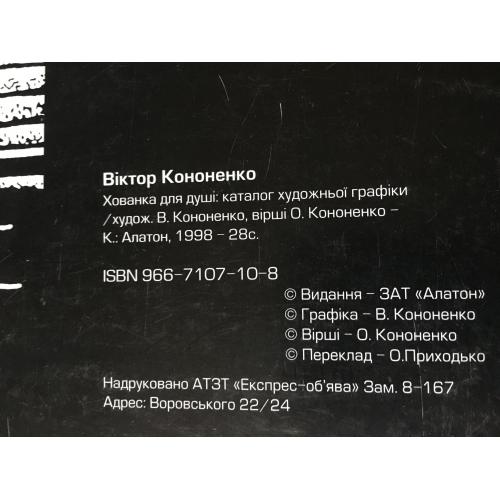 Віктор Кононенко
Хованка для душі: каталог художньої графіки
/худож. В. Кононенко, вірші О. Кононенко –
К.: Алатон, 1998 – 28с.
ISBN 966-7107-10-8
© Видання – ЗАТ «Алатон»
© Графіка – В. Кононенко
© Вірші – О. Кононенко
© Переклад – О.Приходько
Надруковано АТЗТ «Експрес-об'ява» Зам. 8-167
Адрес: Воровського 22/24